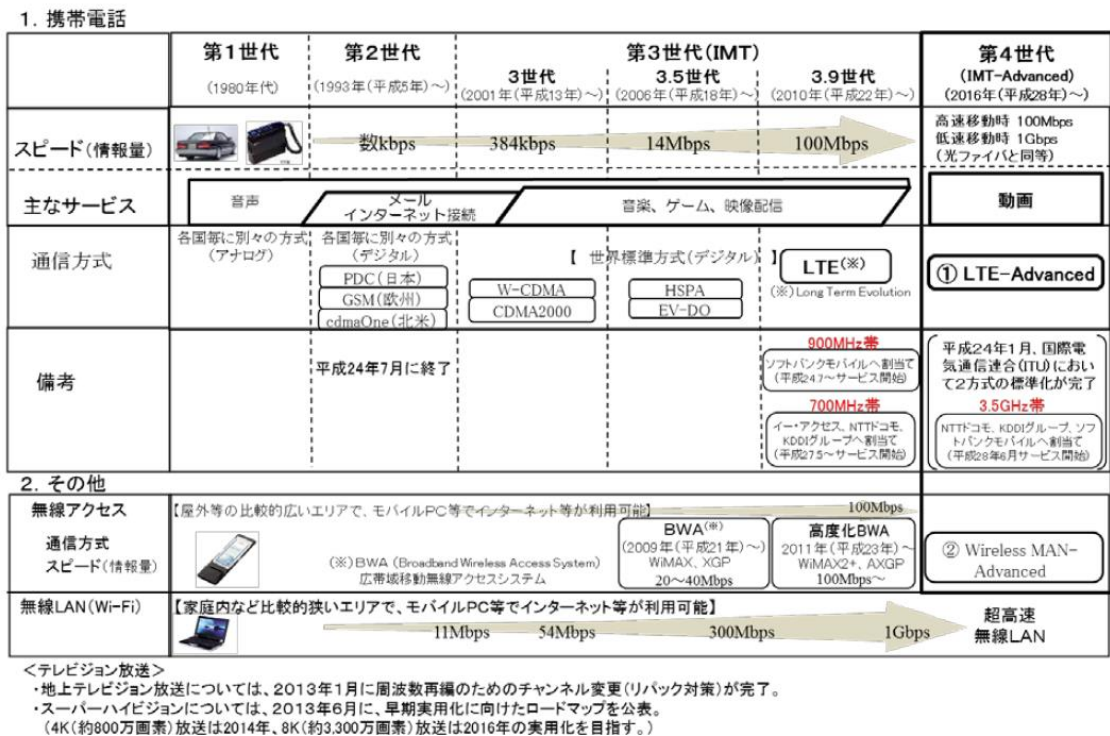 1．携帯電話
第1世代
(1980年代)
第2世代
(1993年(平成5年)～)
第3世代(IMT)
3世代
(2001年(平成13年)～)
3.5世代
(2006年(平成18年)～)
3.9世代
(2010年(平成22年)～)
第4世代
(IMT-Advanced)
(2016年(平成28年)～)
スピード(情報量)
数kbps
384kbps
14Mbps
100Mbps
高速移動時 100Mbps
低速移動時 1Gbps
(光ファイバと同等)
主なサービス
音声
メール
インターネット接続
音楽、ゲーム、映像配信
動画
通信方式
各国毎に別々の方式
(アナログ)
各国毎に別々の方式
(デジタル)
PDC(日本)
GSM(欧州)
cdmaOne(北米)
【 世界標準方式(デジタル) 】
W-CDMA
CDMA2000
HSPA
EV-DO
LTE(※)
(※)Long Term Evolution
① LTE-Advanced
備考
平成24年7月に終了
900MHz帯
ソフトバンクモバイルへ割当て
(平成24.7～サービス開始)
700MHz帯
イー・アクセス、NTTドコモ、
KDDIグループへ割当て
(平成27.5～サービス開始)
平成24年1月、国際電
気通信連合(ITU)におい
て2方式の標準化が完了
3.5GHz帯
NTTドコモ、KDDIグループ、ソフ
トバンクモバイルへ割当て
(平成28年6月サービス開始)
2．その他
無線アクセス
通信方式
スピード(情報量)
【屋外等の比較的広いエリアで、モバイルPC等でインターネット等が利用可能】
100Mbps
(※)BWA (Broadband Wireless Access System)
広帯域移動無線アクセスシステム
BWA(※)
(2009年(平成21年)～)
WiMAX、XGP
20～40Mbps
高度化BWA
2011年(平成23年)～
WiMAX2+、AXGP
100Mbps～
② Wireless MAN-
Advanced
無線LAN(Wi-Fi)
【家庭内など比較的狭いエリアで、モバイルPC等でインターネット等が利用可能】
11Mbps
54Mbps
300Mbps
1Gbps
超高速
無線LAN
＜テレビジョン放送＞
・地上テレビジョン放送については、2013年1月に周波数再編のためのチャンネル変更(リパック対策)が完了。
・スーパーハイビジョンについては、2013年6月に、早期実用化に向けたロードマップを公表。
(4K(約800万画素)放送は2014年、8K(約3,300万画素)放送は2016年の実用化を目指す。)